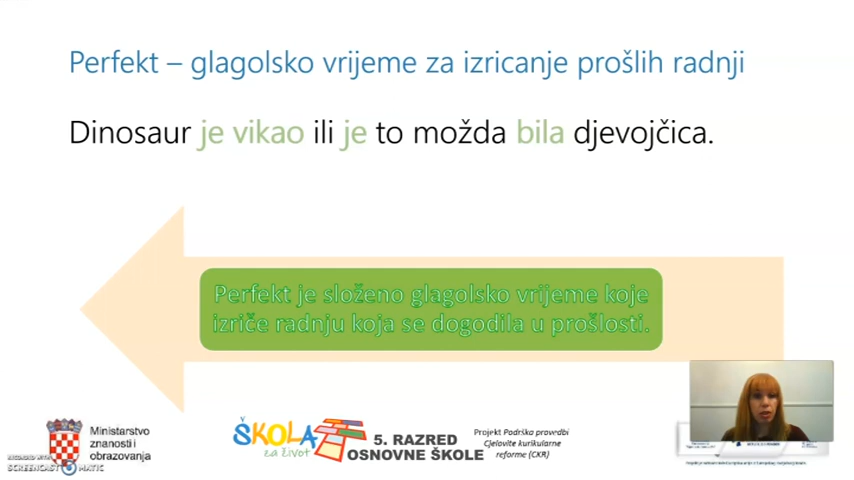 Perfekt – glagolsko vrijeme za izricanje prošlih radnji
Dinosaur je vikao ili je to možda bila djevojčica.
Perfekt je složeno glagolsko vrijeme koje
izriče radnju koja se dogodila u prošlosti.
Ministarstvo
znanosti i
obrazovanja
ŠKOLA
za život
5. RAZRED
OSNOVNE ŠKOLE
Projekt Podrška provedbi
Cjelovite kurikularne
reforme (CKR)
RECORDED WITH
SCREENCAST MATIC